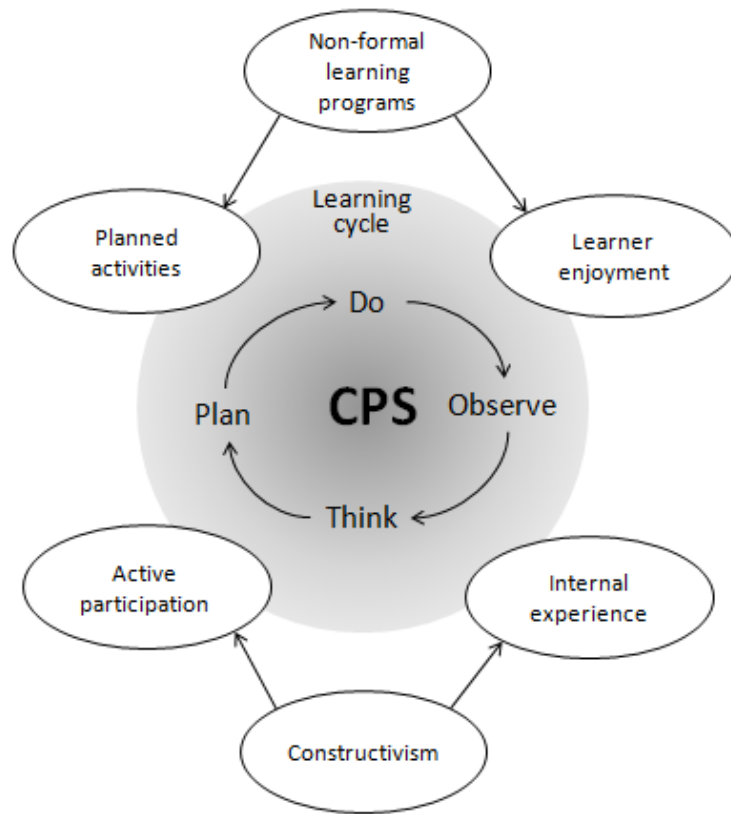 Non-formal
learning
programs
Learning
cycle
Planned
activities
Learner
enjoyment
Do
Plan
CPS
Observe
Think
Active
participation
Internal
experience
Constructivism